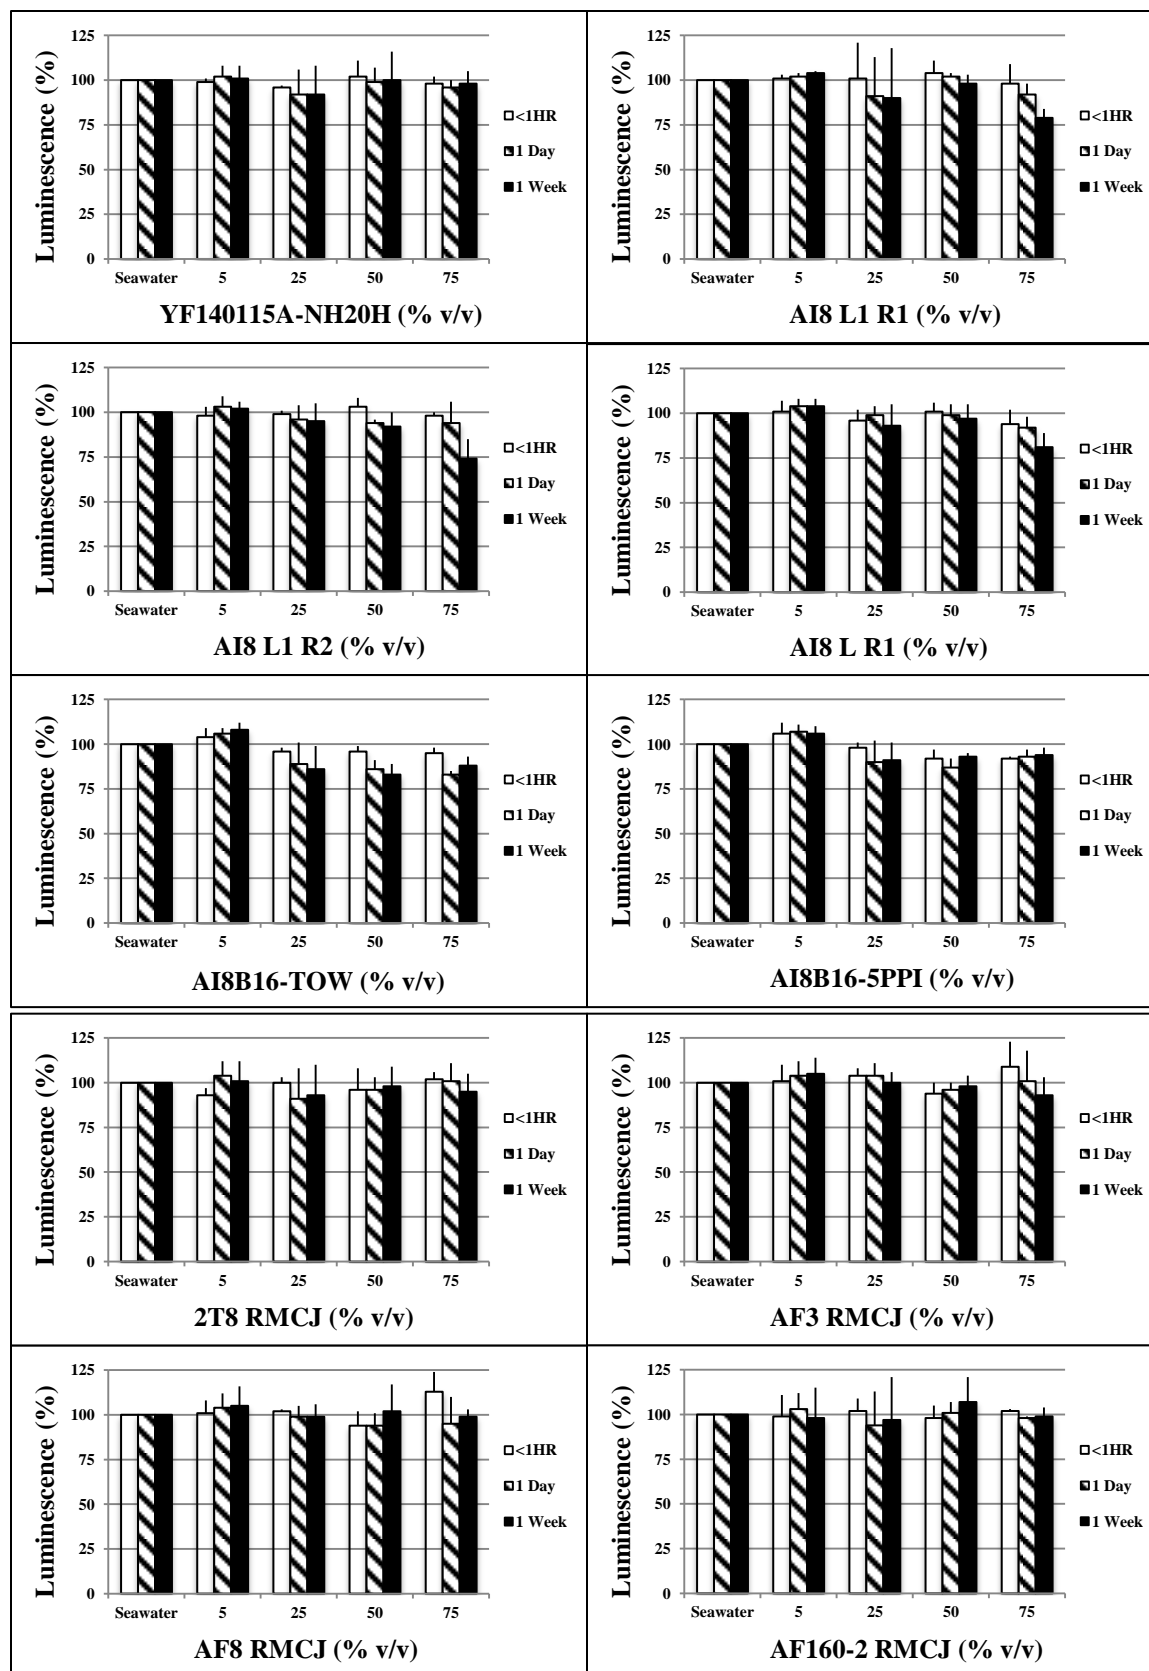 125
100
75
50
25
0
Luminescence (%)
Seawater 5 25 50 75
YF140115A-NH20H (% v/v)
<1HR
1 Day
1 Week
125
100
75
50
25
0
Luminescence (%)
Seawater 5 25 50 75
AI8 L1 R1 (% v/v)
<1HR
1 Day
1 Week
125
100
75
50
25
0
Luminescence (%)
Seawater 5 25 50 75
AI8 L1 R2 (% v/v)
<1HR
1 Day
1 Week
125
100
75
50
25
0
Luminescence (%)
Seawater 5 25 50 75
AI8 L R1 (% v/v)
<1HR
1 Day
1 Week
125
100
75
50
25
0
Luminescence (%)
Seawater 5 25 50 75
AI8B16-TOW (% v/v)
<1HR
1 Day
1 Week
125
100
75
50
25
0
Luminescence (%)
Seawater 5 25 50 75
AI8B16-5PPI (% v/v)
<1HR
1 Day
1 Week
125
100
75
50
25
0
Luminescence (%)
Seawater 5 25 50 75
2T8 RMCJ (% v/v)
<1HR
1 Day
1 Week
125
100
75
50
25
0
Luminescence (%)
Seawater 5 25 50 75
AF3 RMCJ (% v/v)
<1HR
1 Day
1 Week
125
100
75
50
25
0
Luminescence (%)
Seawater 5 25 50 75
AF8 RMCJ (% v/v)
<1HR
1 Day
1 Week
125
100
75
50
25
0
Luminescence (%)
Seawater 5 25 50 75
AF160-2 RMCJ (% v/v)
<1HR
1 Day
1 Week